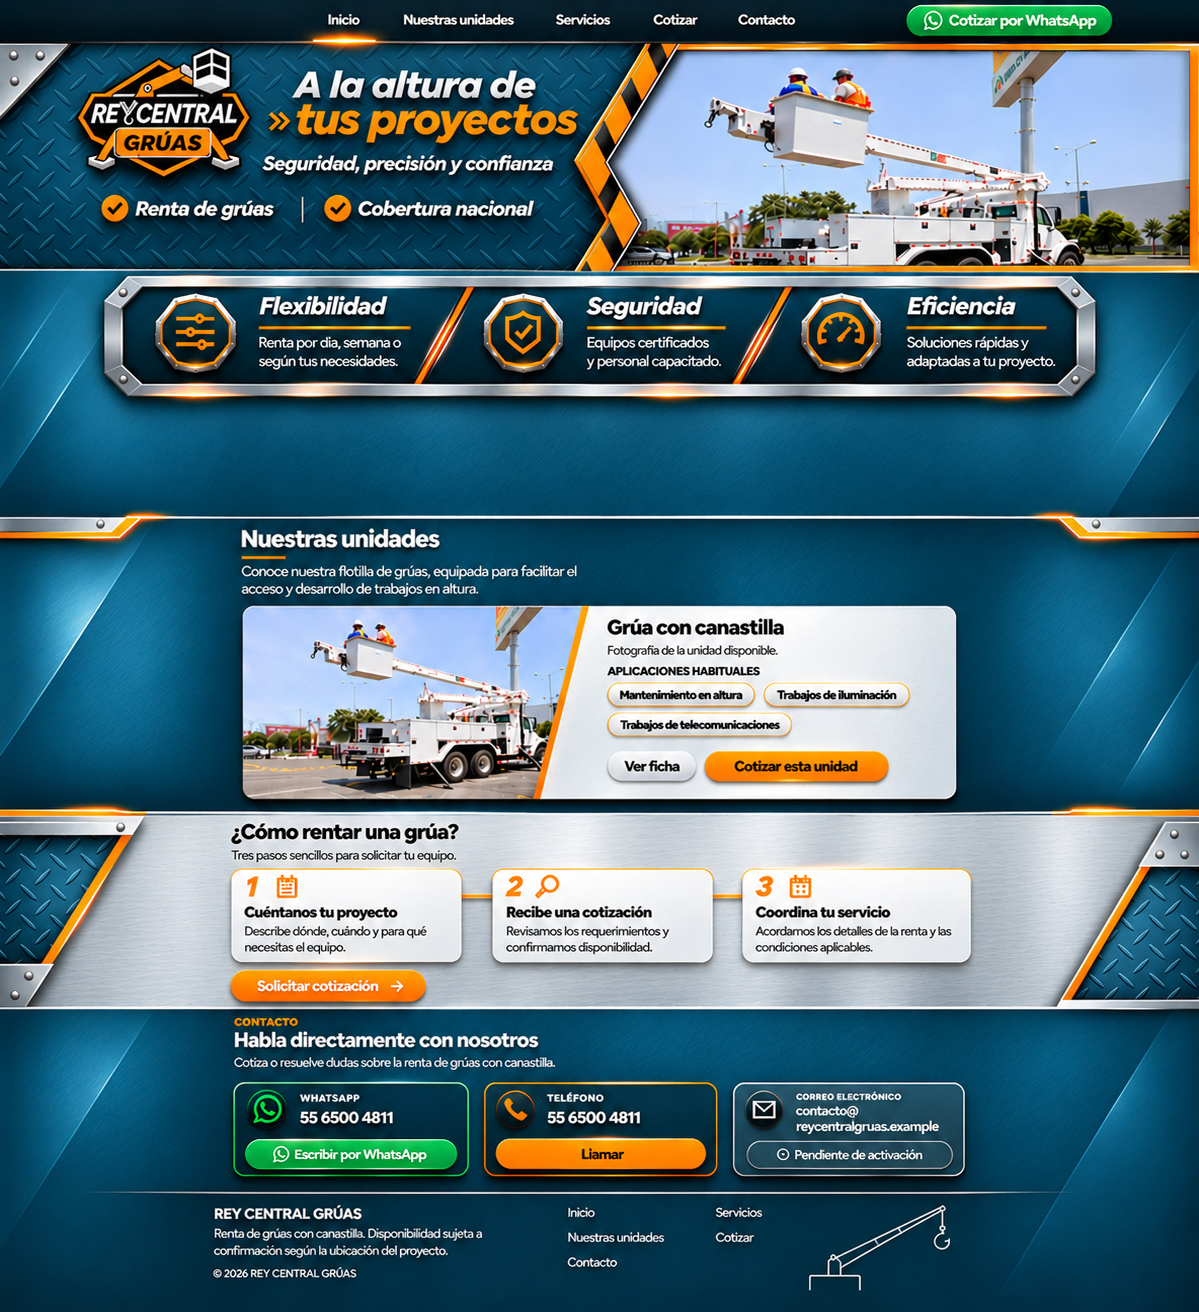 Inicio
Nuestras unidades
Servicios
Cotizar
Contacto
Cotizar por WhatsApp
REY CENTRAL
GRÚAS
A la altura de
» tus proyectos
Seguridad, precisión y confianza
Renta de grúas
Cobertura nacional
Flexibilidad
Renta por dia, semana o
según tus necesidades.
Seguridad
Equipos certificados
y personal capacitado.
Eficiencia
Soluciones rápidas y
adaptadas a tu proyecto.
Nuestras unidades
Conoce nuestra flotilla de grúas, equipada para facilitar el
acceso y desarrollo de trabajos en altura.
Grúa con canastilla
Fotografía de la unidad disponible.
APLICACIONES HABITUALES
Mantenimiento en altura
Trabajos de iluminación
Trabajos de telecomunicaciones
Ver ficha
Cotizar esta unidad
¿Cómo rentar una grúa?
Tres pasos sencillos para solicitar tu equipo.
1
Cuéntanos tu proyecto
Describe dónde, cuándo y para qué
necesitas el equipo.
2
Recibe una cotización
Revisamos los requerimientos y
confirmamos disponibilidad.
3
Coordina tu servicio
Acordamos los detalles de la renta y las
condiciones aplicables.
Solicitar cotización →
CONTACTO
Habla directamente con nosotros
Cotiza o resuelve dudas sobre la renta de grúas con canastilla.
WHATSAPP
55 6500 4811
Escribir por WhatsApp
TELÉFONO
55 6500 4811
Llamar
CORREO ELECTRÓNICO
contacto@
reycentralgruas.example
Pendiente de activación
REY CENTRAL GRÚAS
Renta de grúas con canastilla. Disponibilidad sujeta a
confirmación según la ubicación del proyecto.
© 2026 REY CENTRAL GRÚAS
Inicio
Nuestras unidades
Contacto
Servicios
Cotizar